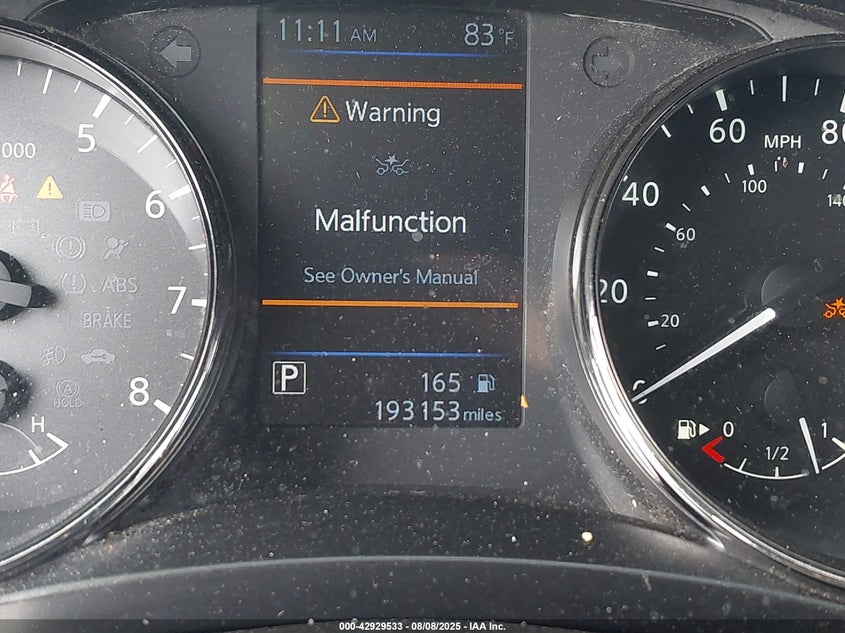 11:11 AM 83°F
Warning
Malfunction
See Owner's Manual
P
165
193153 miles
5
000
6
ABS
7
BRAKE
8
HOLD
H
60 MPH 80
100
40 140
60
20
20
0
0 1/2 1
000-42929533 - 08/08/2025 - IAA Inc.